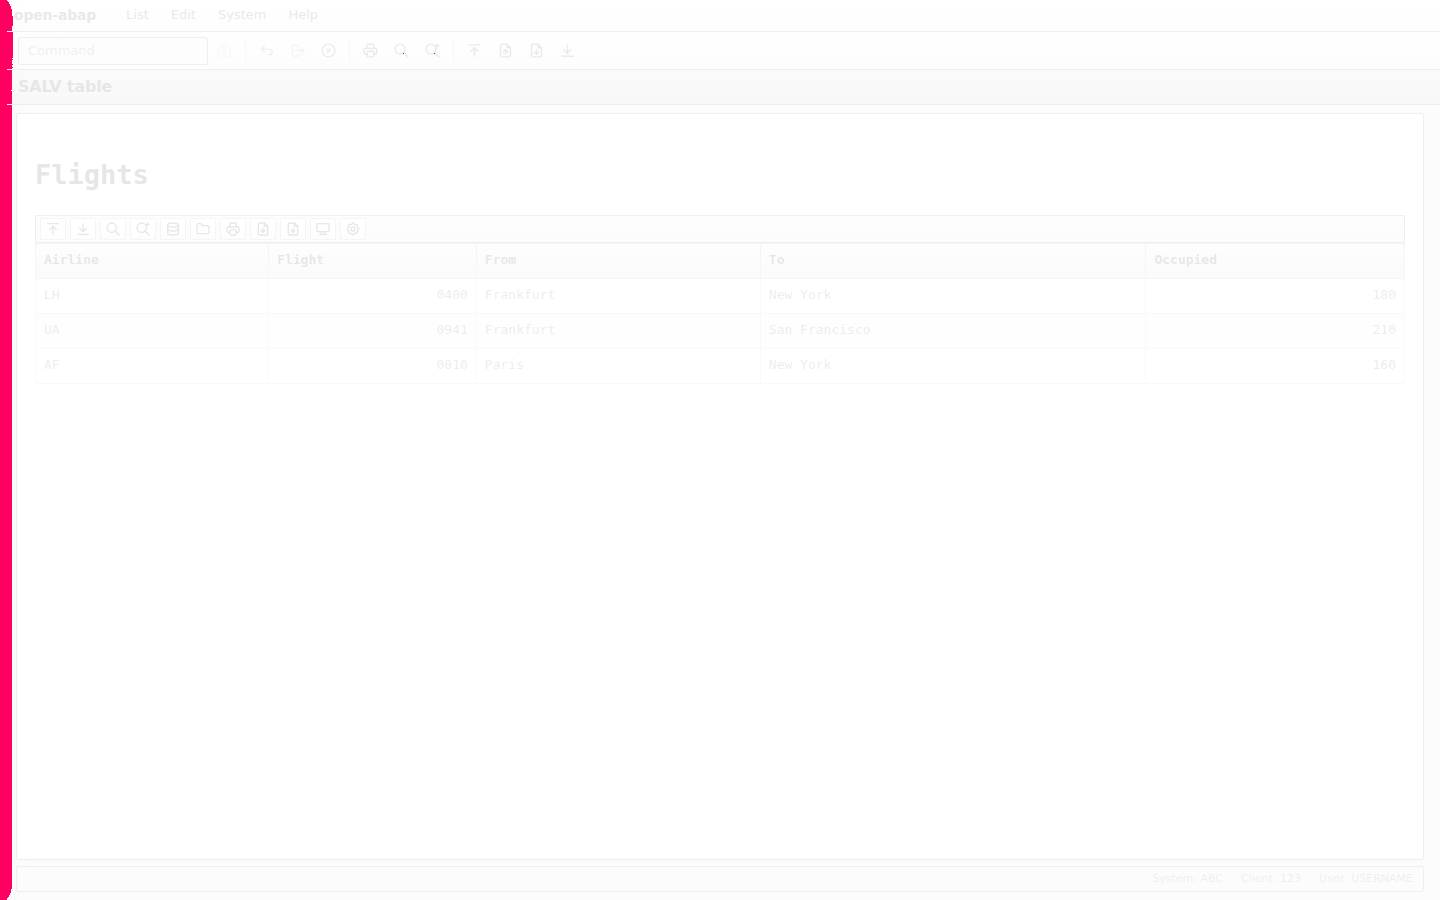 open-abap List Edit System Help
Command
SALV table
Flights
Airline Flight From To Occupied
LH 0400 Frankfurt New York 180
UA 0941 Frankfurt San Francisco 210
AF 0010 Paris New York 160
System: ABC Client: 123 User: USERNAME